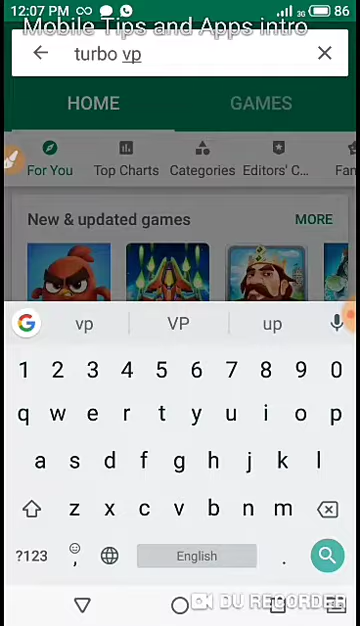 12:07 PM
3G 86
Mobile Tips and Apps intro
turbo vp
HOME GAMES
For You Top Charts Categories Editors' C... Fan
New & updated games MORE
G vp VP up
1 2 3 4 5 6 7 8 9 0
q w e r t y u i o p
a s d f g h j k l
z x c v b n m
?123 , English .
DU RECORDER